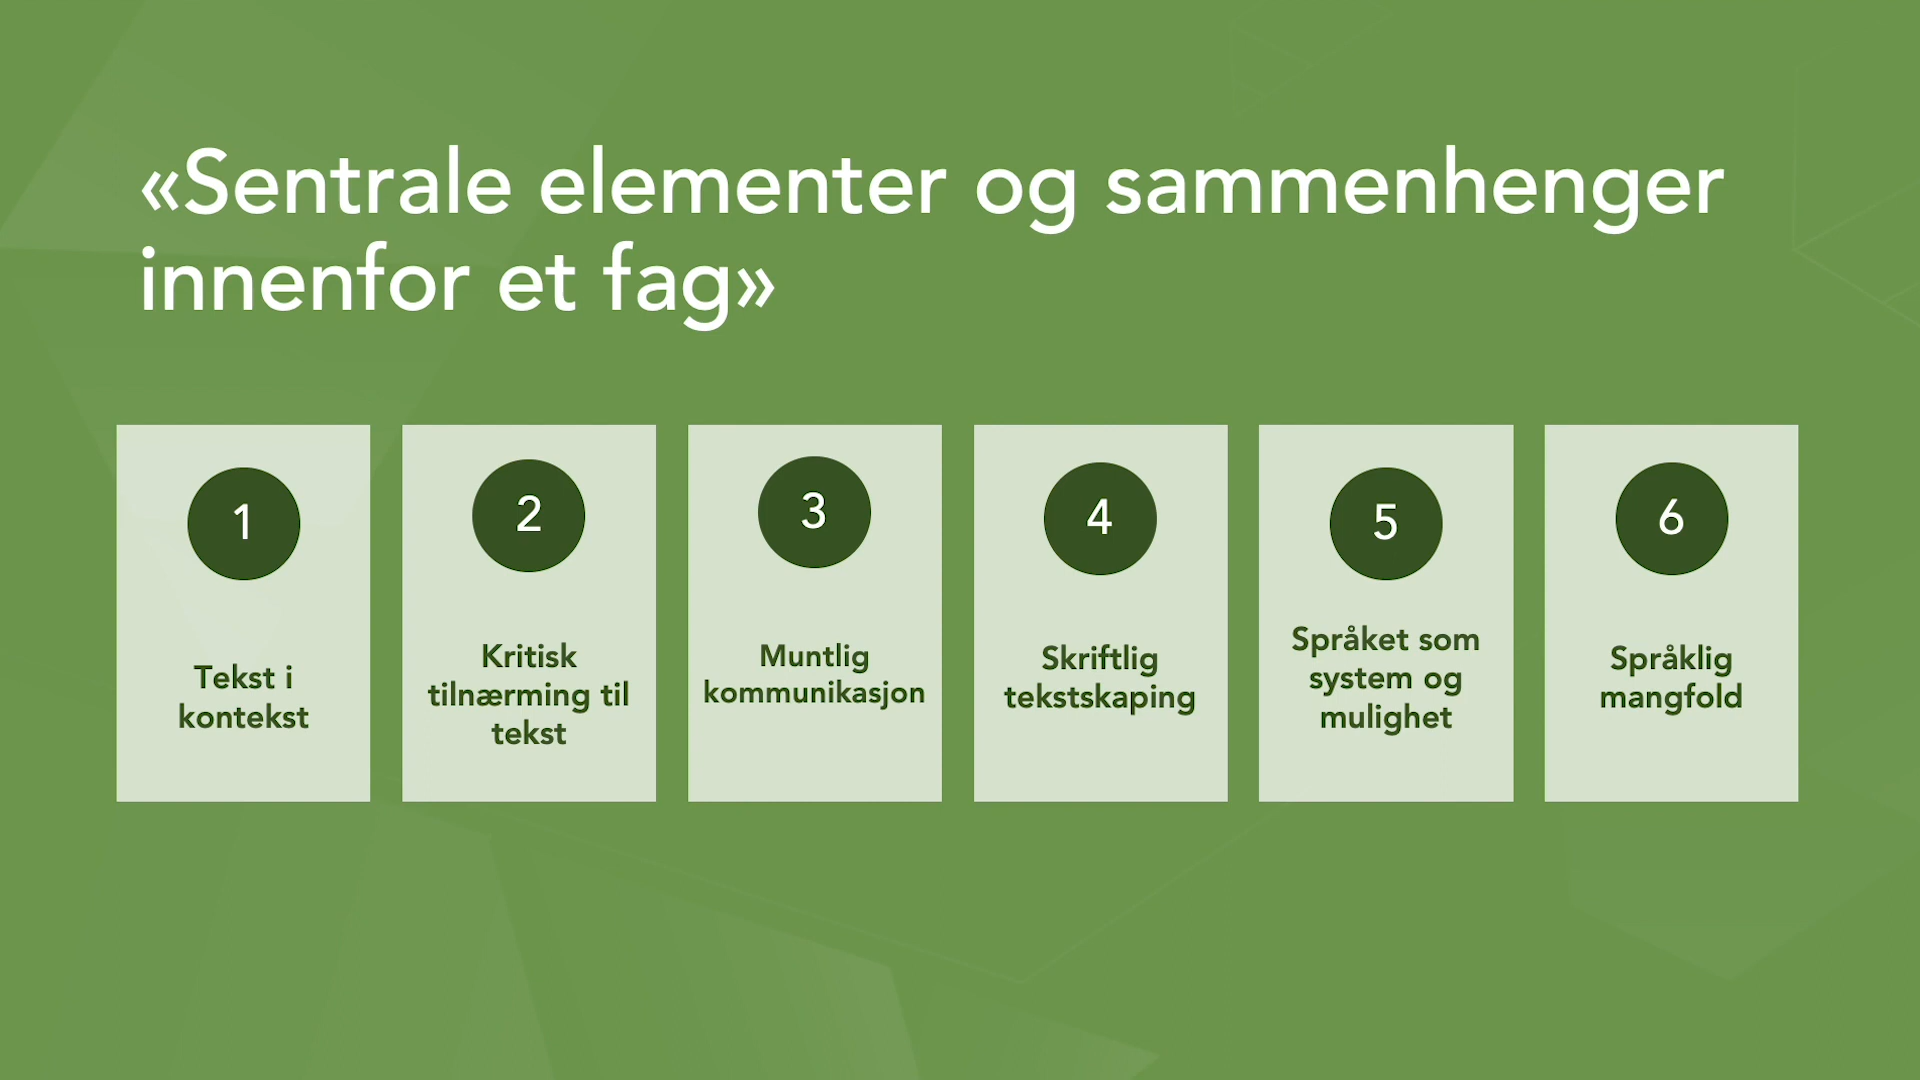 «Sentrale elementer og sammenhenger
innenfor et fag»
1
Tekst i
kontekst
2
Kritisk
tilnærming til
tekst
3
Muntlig
kommunikasjon
4
Skriftlig
tekstskaping
5
Språket som
system og
mulighet
6
Språklig
mangfold